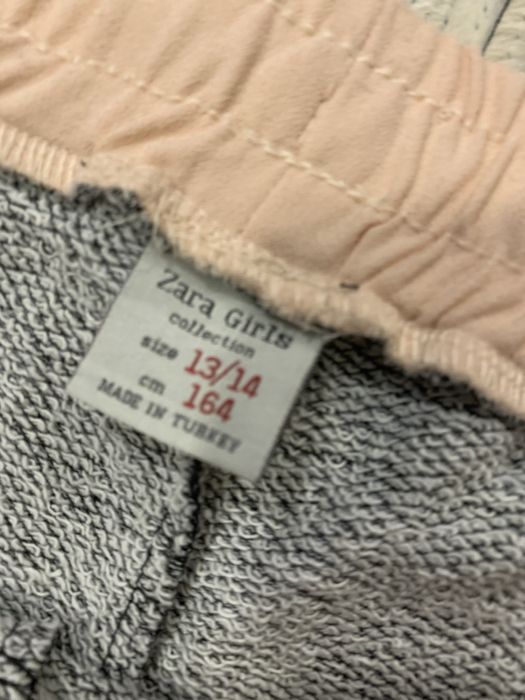 Zara Girls
collection
size 13/14
cm 164
MADE IN TURKEY